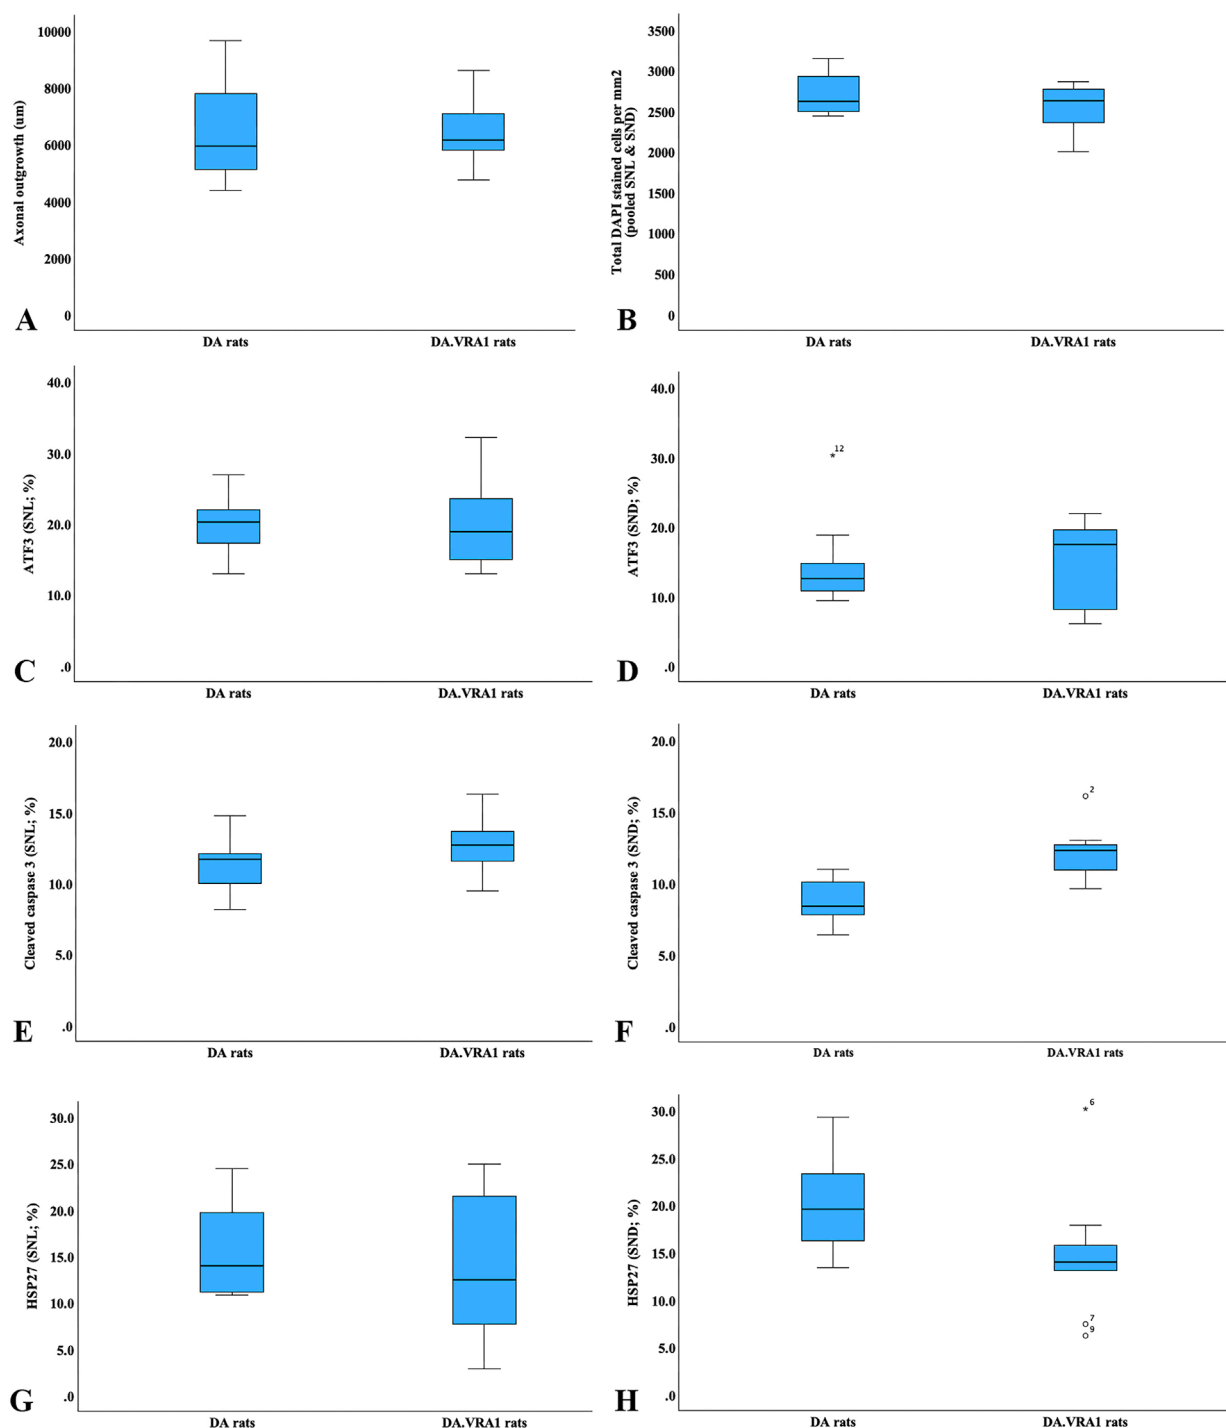 10000
8000
6000
4000
2000
0
Axonal outgrowth (um)
A
DA rats
DA.VRA1 rats
3500
3000
2500
2000
1500
1000
500
0
Total DAPI stained cells per mm2
(pooled SNL & SND)
B
DA rats
DA.VRA1 rats
40.0
30.0
20.0
10.0
.0
ATF3 (SNL; %)
C
DA rats
DA.VRA1 rats
40.0
30.0
20.0
10.0
.0
ATF3 (SND; %)
*12
D
DA rats
DA.VRA1 rats
20.0
15.0
10.0
5.0
.0
Cleaved caspase 3 (SNL; %)
E
DA rats
DA.VRA1 rats
20.0
15.0
10.0
5.0
.0
Cleaved caspase 3 (SND; %)
2
F
DA rats
DA.VRA1 rats
30.0
25.0
20.0
15.0
10.0
5.0
.0
HSP27 (SNL; %)
G
DA rats
DA.VRA1 rats
30.0
25.0
20.0
15.0
10.0
5.0
.0
HSP27 (SND; %)
*6
7
9
H
DA rats
DA.VRA1 rats